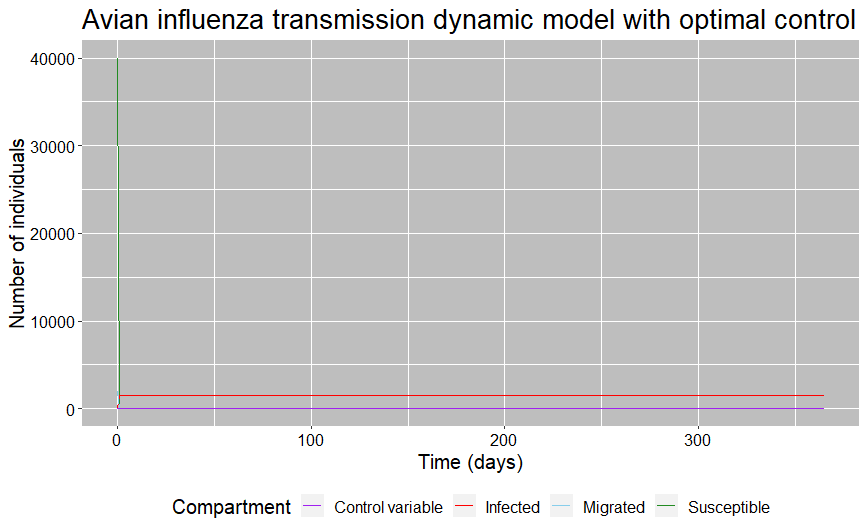 Avian influenza transmission dynamic model with optimal control
Number of individuals
40000
30000
20000
10000
0
0 100 200 300
Time (days)
Compartment Control variable Infected Migrated Susceptible